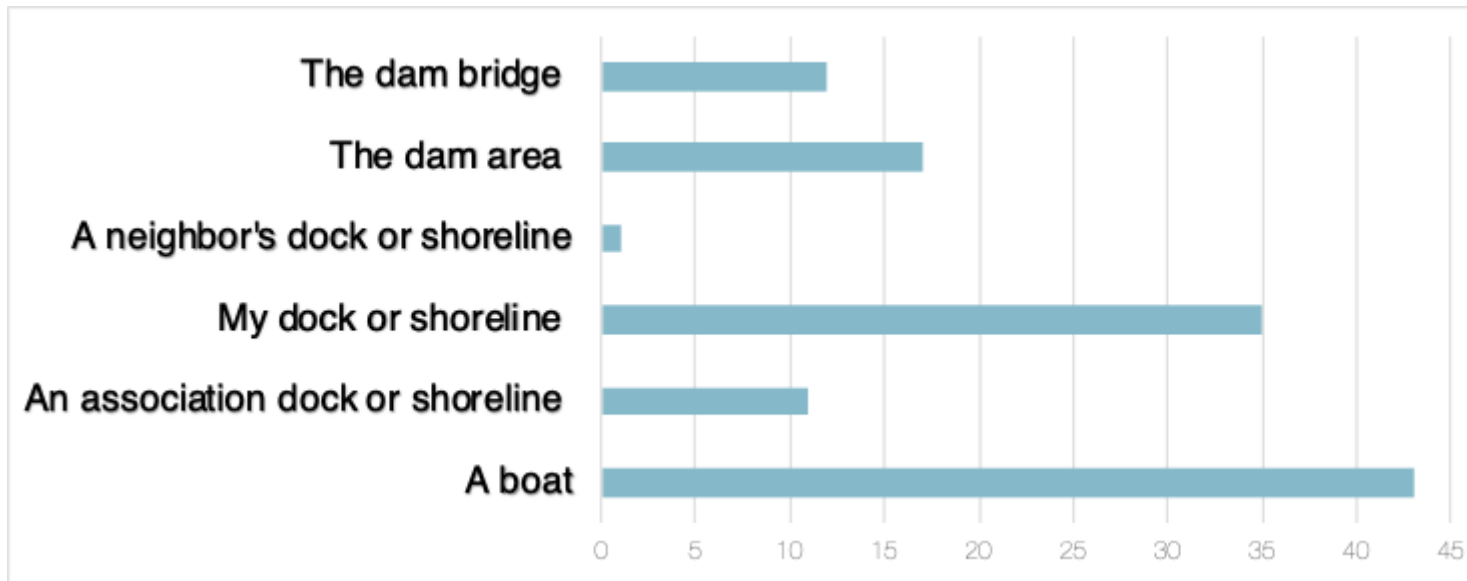 The dam bridge
The dam area
A neighbor's dock or shoreline
My dock or shoreline
An association dock or shoreline
A boat
0 5 10 15 20 25 30 35 40 45